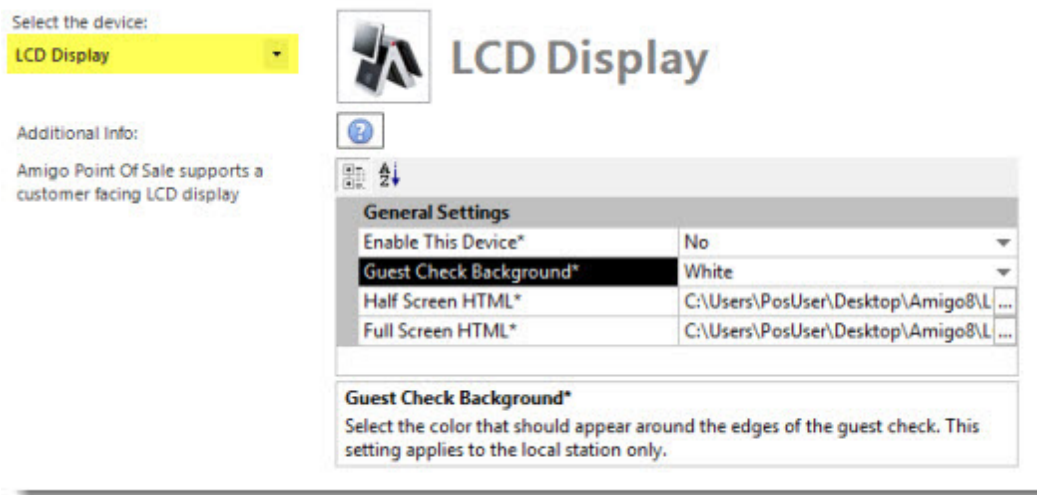 Select the device:
LCD Display
Additional Info:
Amigo Point Of Sale supports a
customer facing LCD display
LCD Display
General Settings
Enable This Device* No
Guest Check Background* White
Half Screen HTML* C:\Users\PosUser\Desktop\Amigo8\L ...
Full Screen HTML* C:\Users\PosUser\Desktop\Amigo8\L ...
Guest Check Background*
Select the color that should appear around the edges of the guest check. This
setting applies to the local station only.